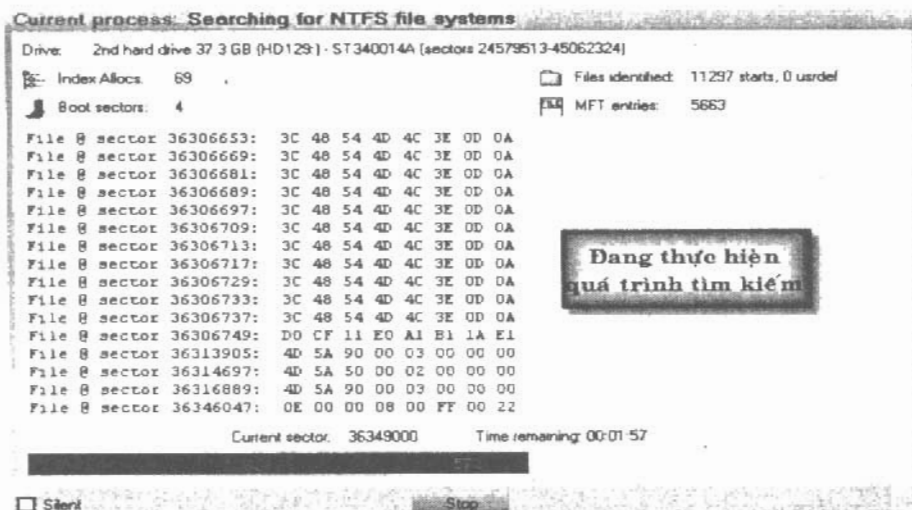 Current process: Searching for NTFS file systems
Drive: 2nd hard drive 37.3 GB (HD129:) - ST340014A (sectors 24579513-45062324)
Index Allocs. 69
Files identified: 11297 starts, 0 usrdel
Boot sectors: 4
MFT entries: 5663
File @ sector 36306653: 3C 48 54 4D 4C 3E 0D 0A
File @ sector 36306669: 3C 48 54 4D 4C 3E 0D 0A
File @ sector 36306681: 3C 48 54 4D 4C 3E 0D 0A
File @ sector 36306689: 3C 48 54 4D 4C 3E 0D 0A
File @ sector 36306697: 3C 48 54 4D 4C 3E 0D 0A
File @ sector 36306709: 3C 48 54 4D 4C 3E 0D 0A
File @ sector 36306713: 3C 48 54 4D 4C 3E 0D 0A
File @ sector 36306717: 3C 48 54 4D 4C 3E 0D 0A
File @ sector 36306729: 3C 48 54 4D 4C 3E 0D 0A
File @ sector 36306733: 3C 48 54 4D 4C 3E 0D 0A
File @ sector 36306737: 3C 48 54 4D 4C 3E 0D 0A
File @ sector 36306749: D0 CF 11 E0 A1 B1 1A E1
File @ sector 36313905: 4D 5A 90 00 03 00 00 00
File @ sector 36314697: 4D 5A 50 00 02 00 00 00
File @ sector 36316889: 4D 5A 90 00 03 00 00 00
File @ sector 36346047: 0E 00 00 08 00 FF 00 22
Đang thực hiện
quá trình tìm kiếm
Current sector: 36349000 Time remaining: 00:01:57
Silent
Stop